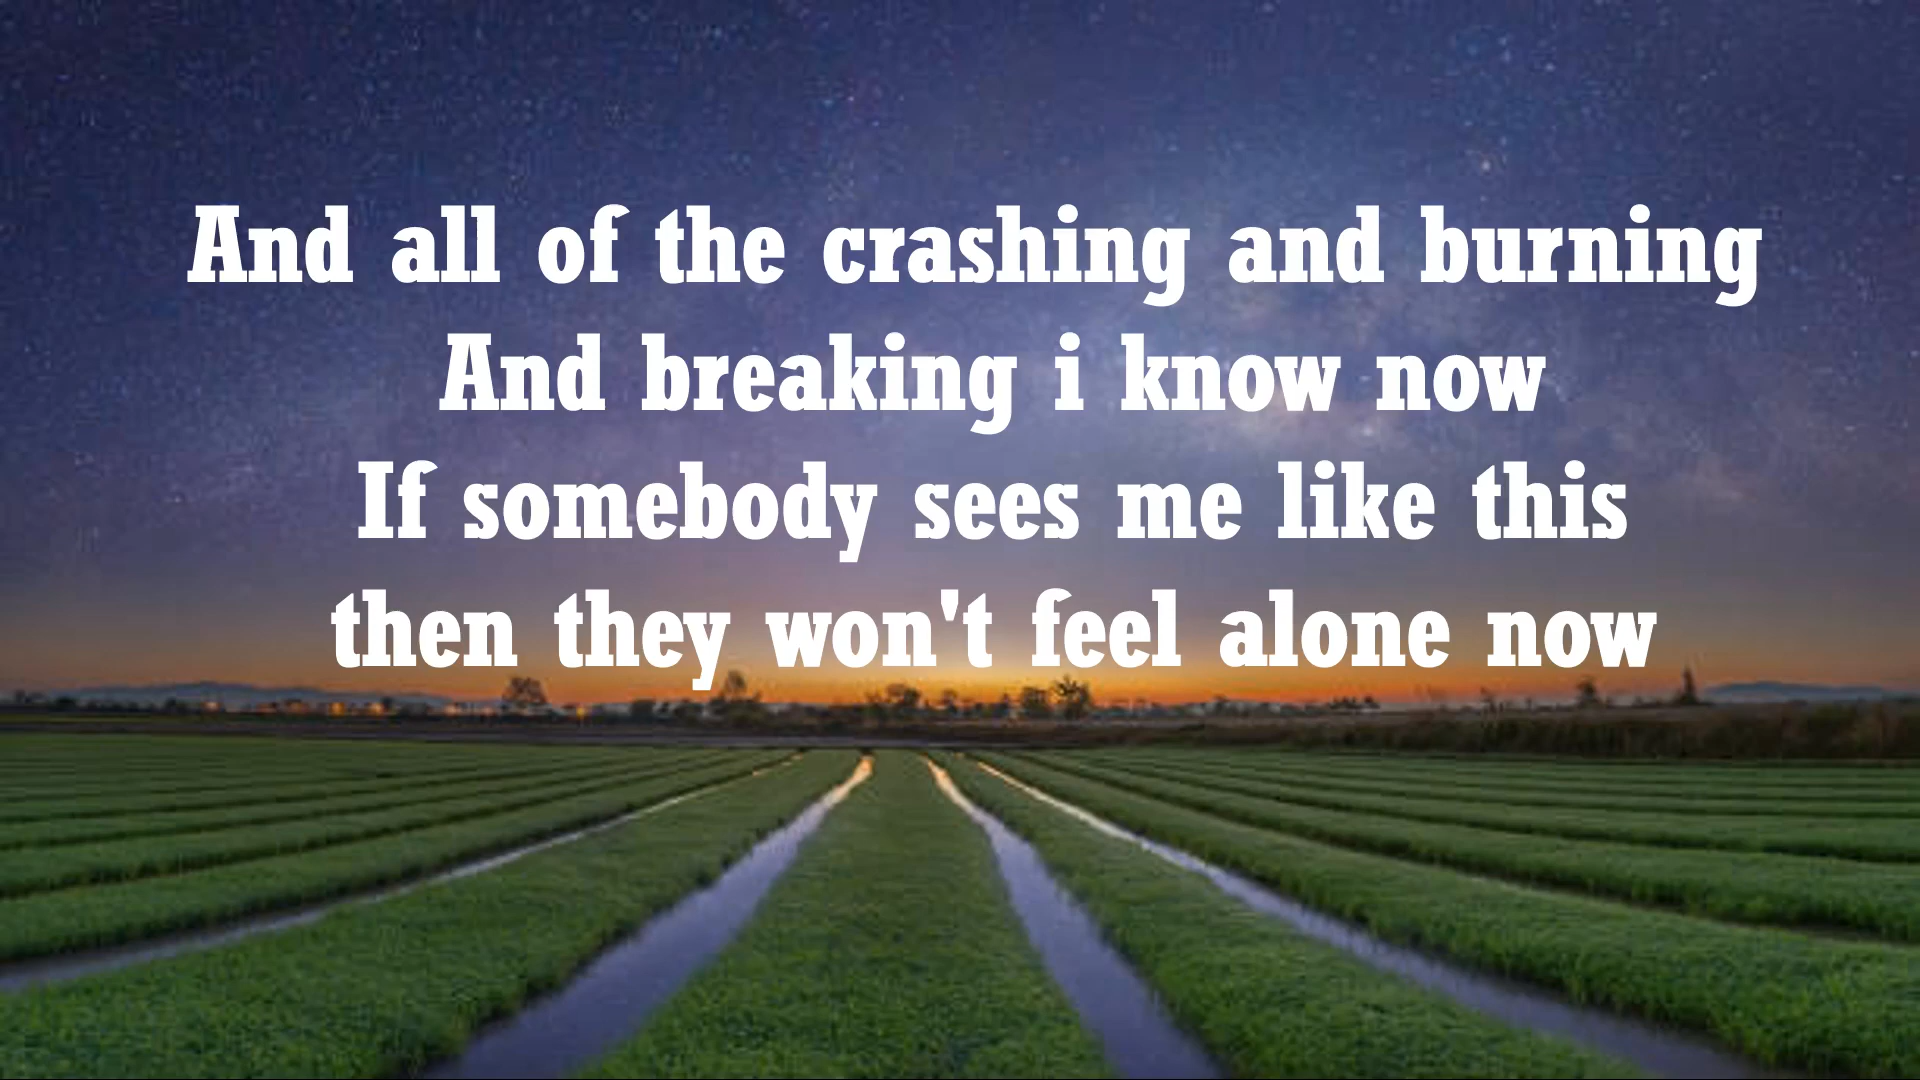 And all of the crashing and burning
And breaking i know now
If somebody sees me like this
then they won't feel alone now